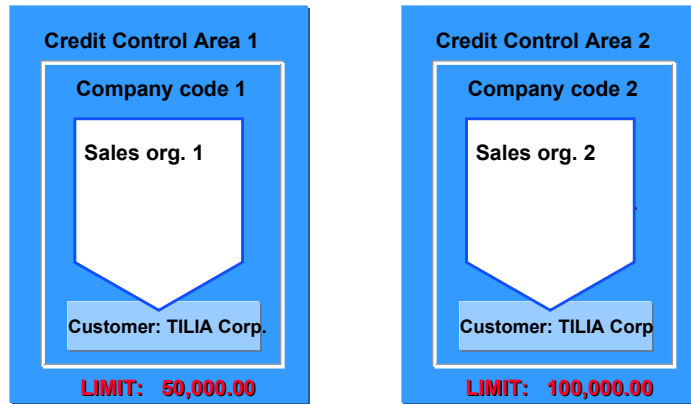 Credit Control Area 1
Company code 1
Sales org. 1
Customer: TILIA Corp.
LIMIT: 50,000.00
Credit Control Area 2
Company code 2
Sales org. 2
Customer: TILIA Corp
LIMIT: 100,000.00